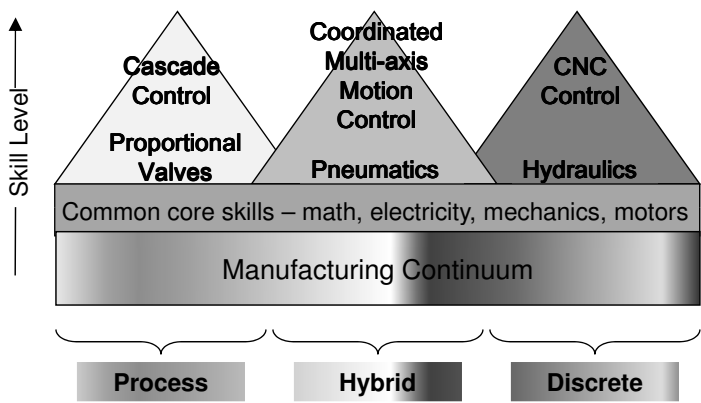 Skill Level
Cascade
Control
Proportional
Valves
Coordinated
Multi-axis
Motion
Control
Pneumatics
CNC
Control
Hydraulics
Common core skills – math, electricity, mechanics, motors
Manufacturing Continuum
Process
Hybrid
Discrete